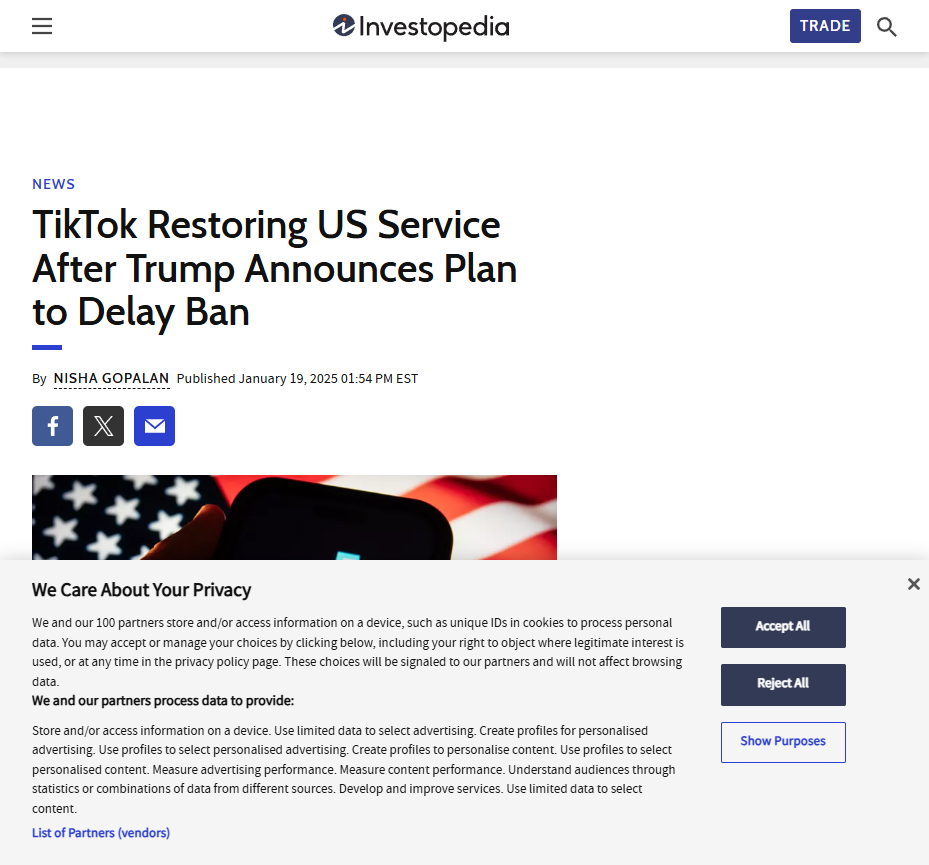 Investopedia
TRADE
NEWS
TikTok Restoring US Service
After Trump Announces Plan
to Delay Ban
By NISHA GOPALAN Published January 19, 2025 01:54 PM EST
We Care About Your Privacy
We and our 100 partners store and/or access information on a device, such as unique IDs in cookies to process personal
data. You may accept or manage your choices by clicking below, including your right to object where legitimate interest is
used, or at any time in the privacy policy page. These choices will be signaled to our partners and will not affect browsing
data.
We and our partners process data to provide:
Store and/or access information on a device. Use limited data to select advertising. Create profiles for personalised
advertising. Use profiles to select personalised advertising. Create profiles to personalise content. Use profiles to select
personalised content. Measure advertising performance. Measure content performance. Understand audiences through
statistics or combinations of data from different sources. Develop and improve services. Use limited data to select
content.
List of Partners (vendors)
Accept All
Reject All
Show Purposes